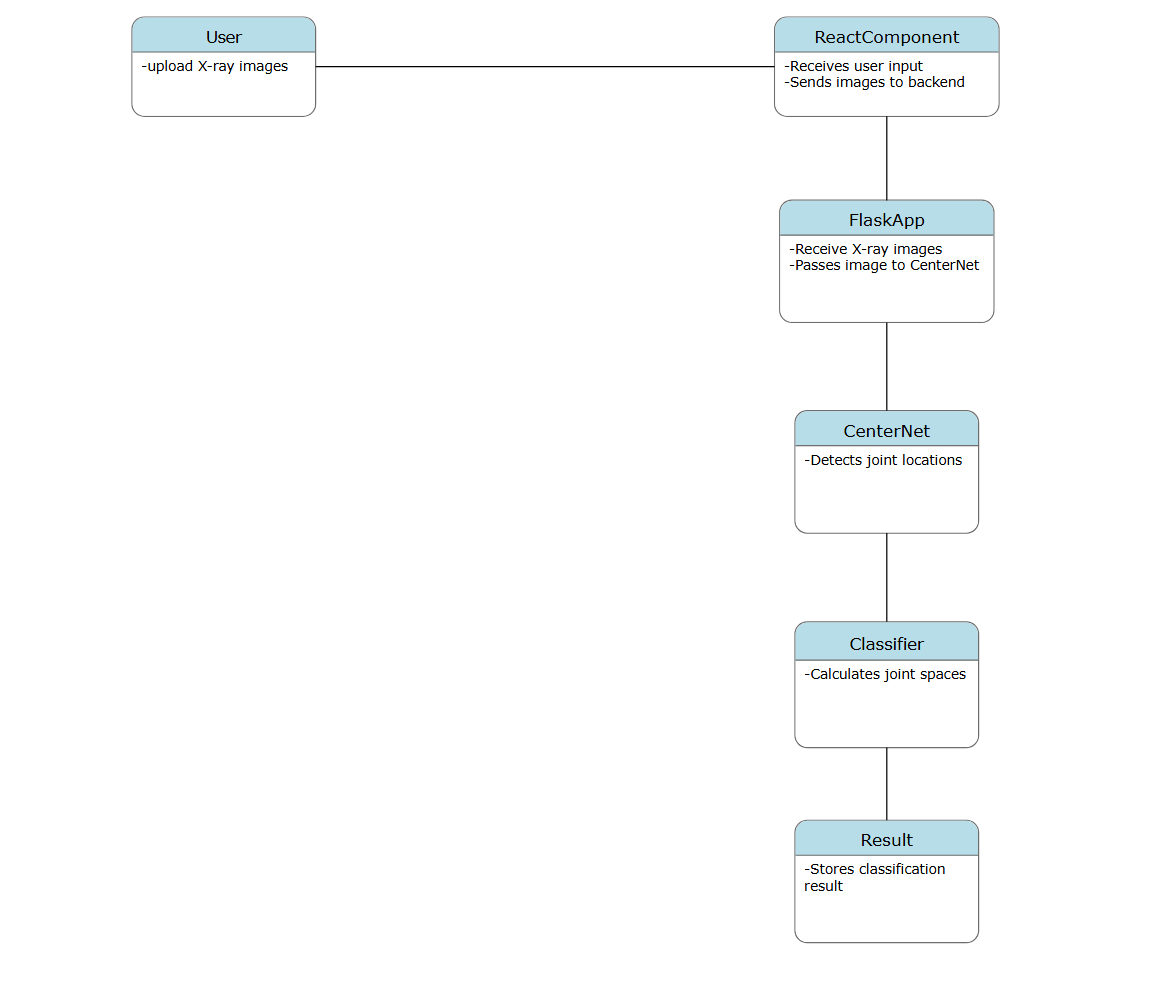 User
-upload X-ray images
ReactComponent
-Receives user input
-Sends images to backend
FlaskApp
-Receive X-ray images
-Passes image to CenterNet
CenterNet
-Detects joint locations
Classifier
-Calculates joint spaces
Result
-Stores classification
result